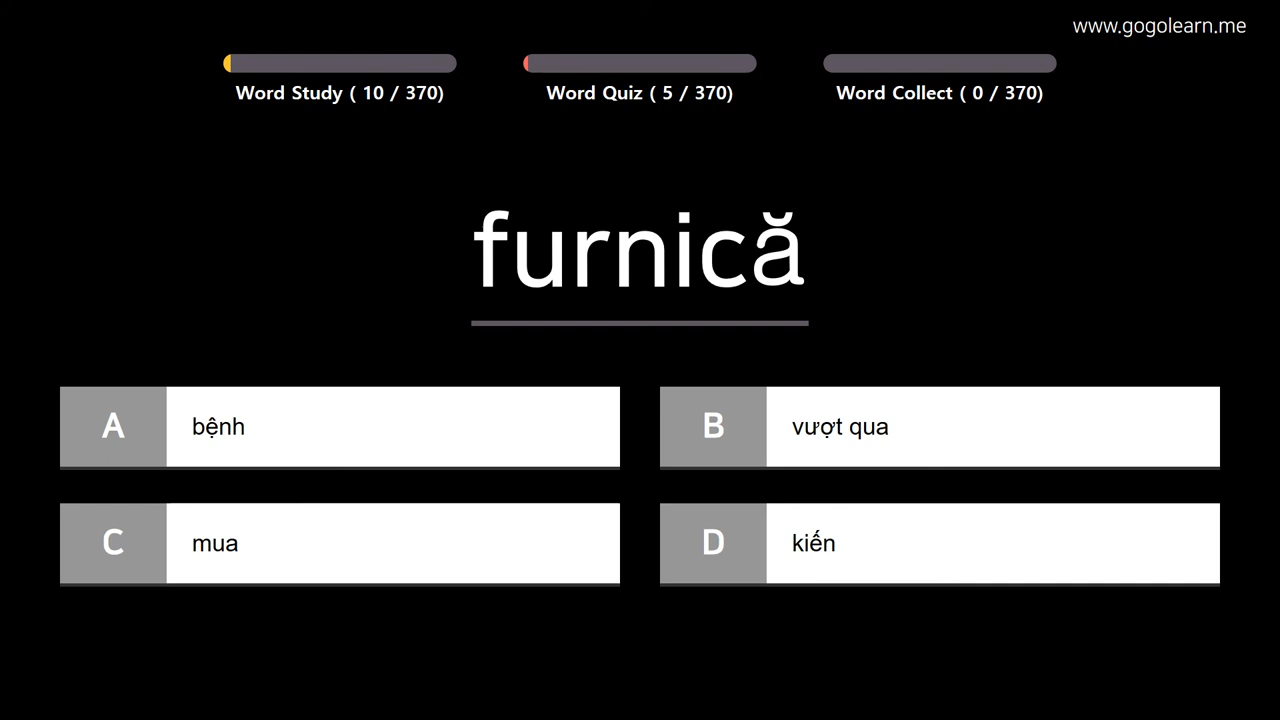 www.gogolearn.me
Word Study ( 10 / 370)
Word Quiz ( 5 / 370)
Word Collect ( 0 / 370)
furnică
A bệnh
B vượt qua
C mua
D kiến